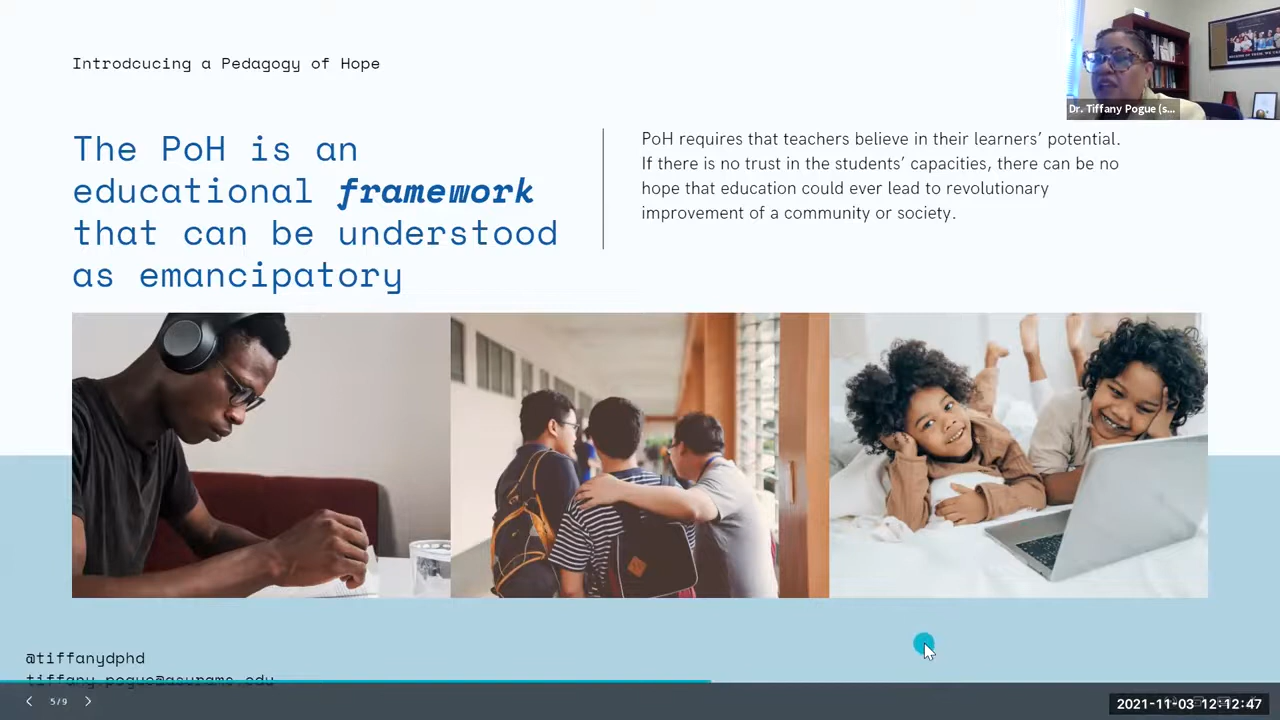 Introdcucing a Pedagogy of Hope
The PoH is an
educational framework
that can be understood
as emancipatory
PoH requires that teachers believe in their learners’ potential.
If there is no trust in the students’ capacities, there can be no
hope that education could ever lead to revolutionary
improvement of a community or society.
Dr. Tiffany Pogue (s...
@tiffanydphd
tiffany.pogue@asurams.edu
5/9
2021-11-03 12:12:47